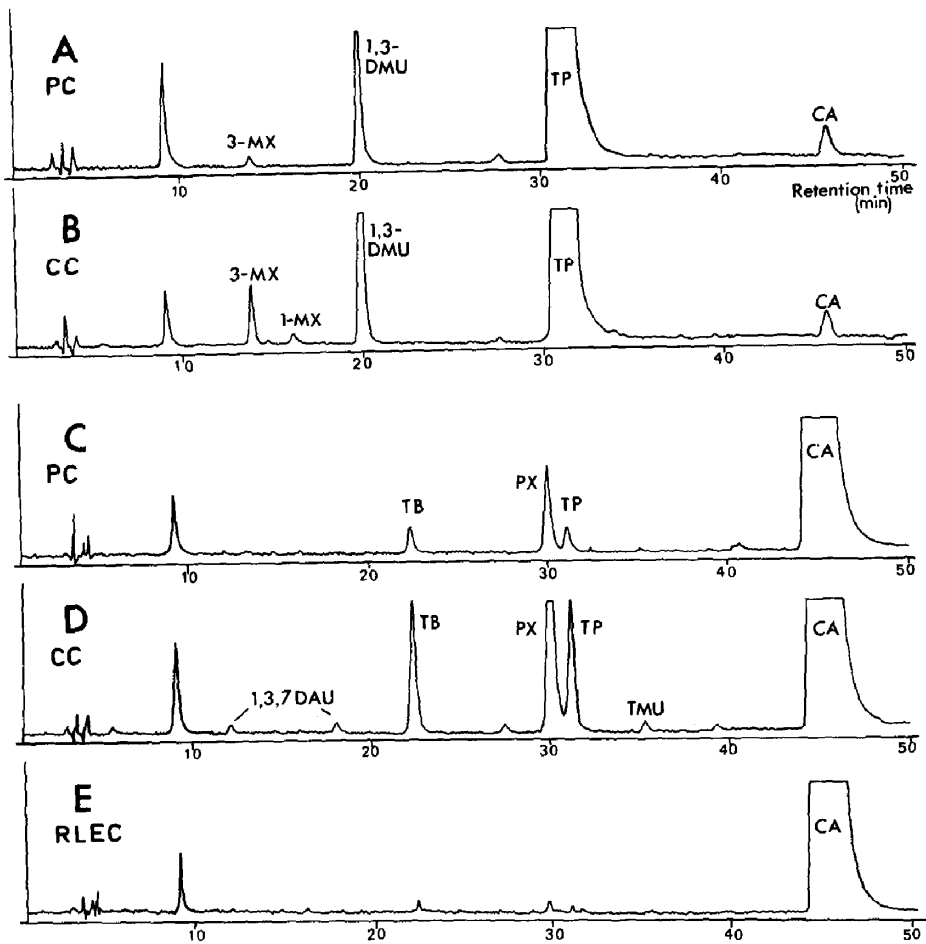 A
PC
3-MX
1,3-
DMU
TP
CA
10 20 30 40 50
Retention time
(min)
B
CC
3-MX
1-MX
1,3-
DMU
TP
CA
10 20 30 40 50
C
PC
TB
PX
TP
CA
10 20 30 40 50
D
CC
1,3,7 DAU
TB
PX
TP
TMU
CA
10 20 30 40 50
E
RLEC
CA
10 20 30 40 50